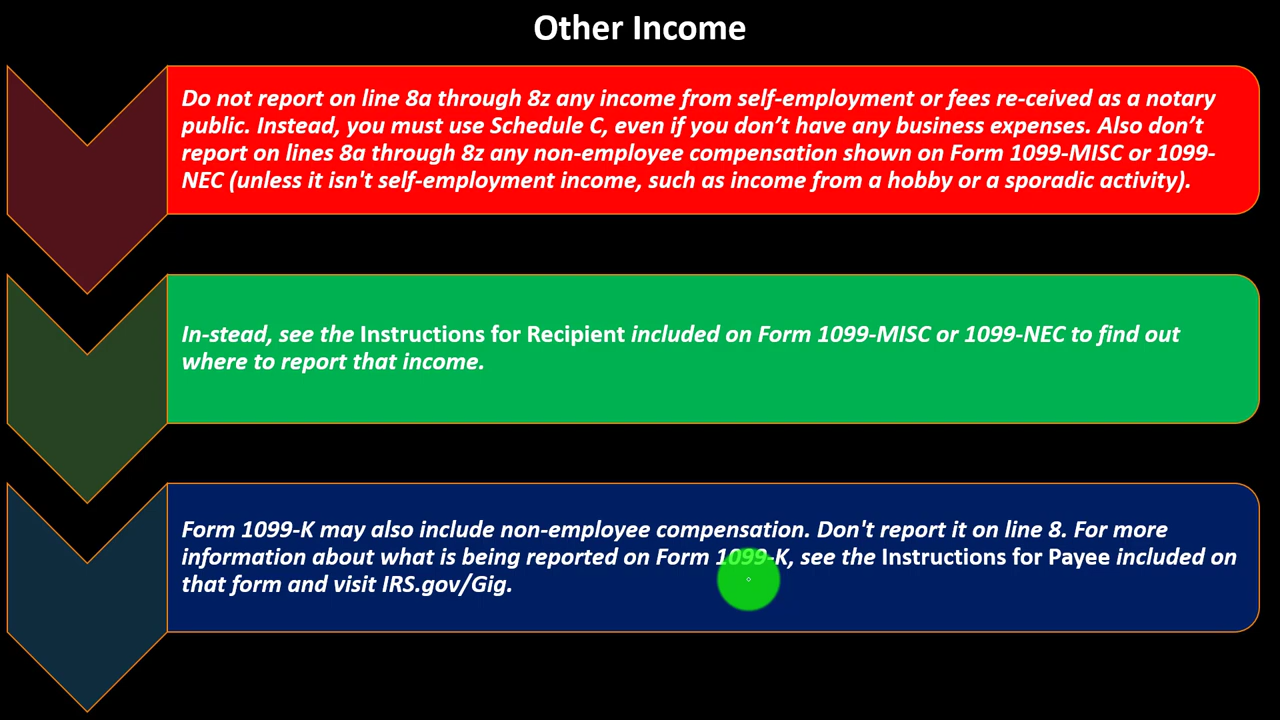 Other Income
Do not report on line 8a through 8z any income from self-employment or fees re-ceived as a notary
public. Instead, you must use Schedule C, even if you don’t have any business expenses. Also don’t
report on lines 8a through 8z any non-employee compensation shown on Form 1099-MISC or 1099-
NEC (unless it isn't self-employment income, such as income from a hobby or a sporadic activity).
In-stead, see the Instructions for Recipient included on Form 1099-MISC or 1099-NEC to find out
where to report that income.
Form 1099-K may also include non-employee compensation. Don't report it on line 8. For more
information about what is being reported on Form 1099-K, see the Instructions for Payee included on
that form and visit IRS.gov/Gig.